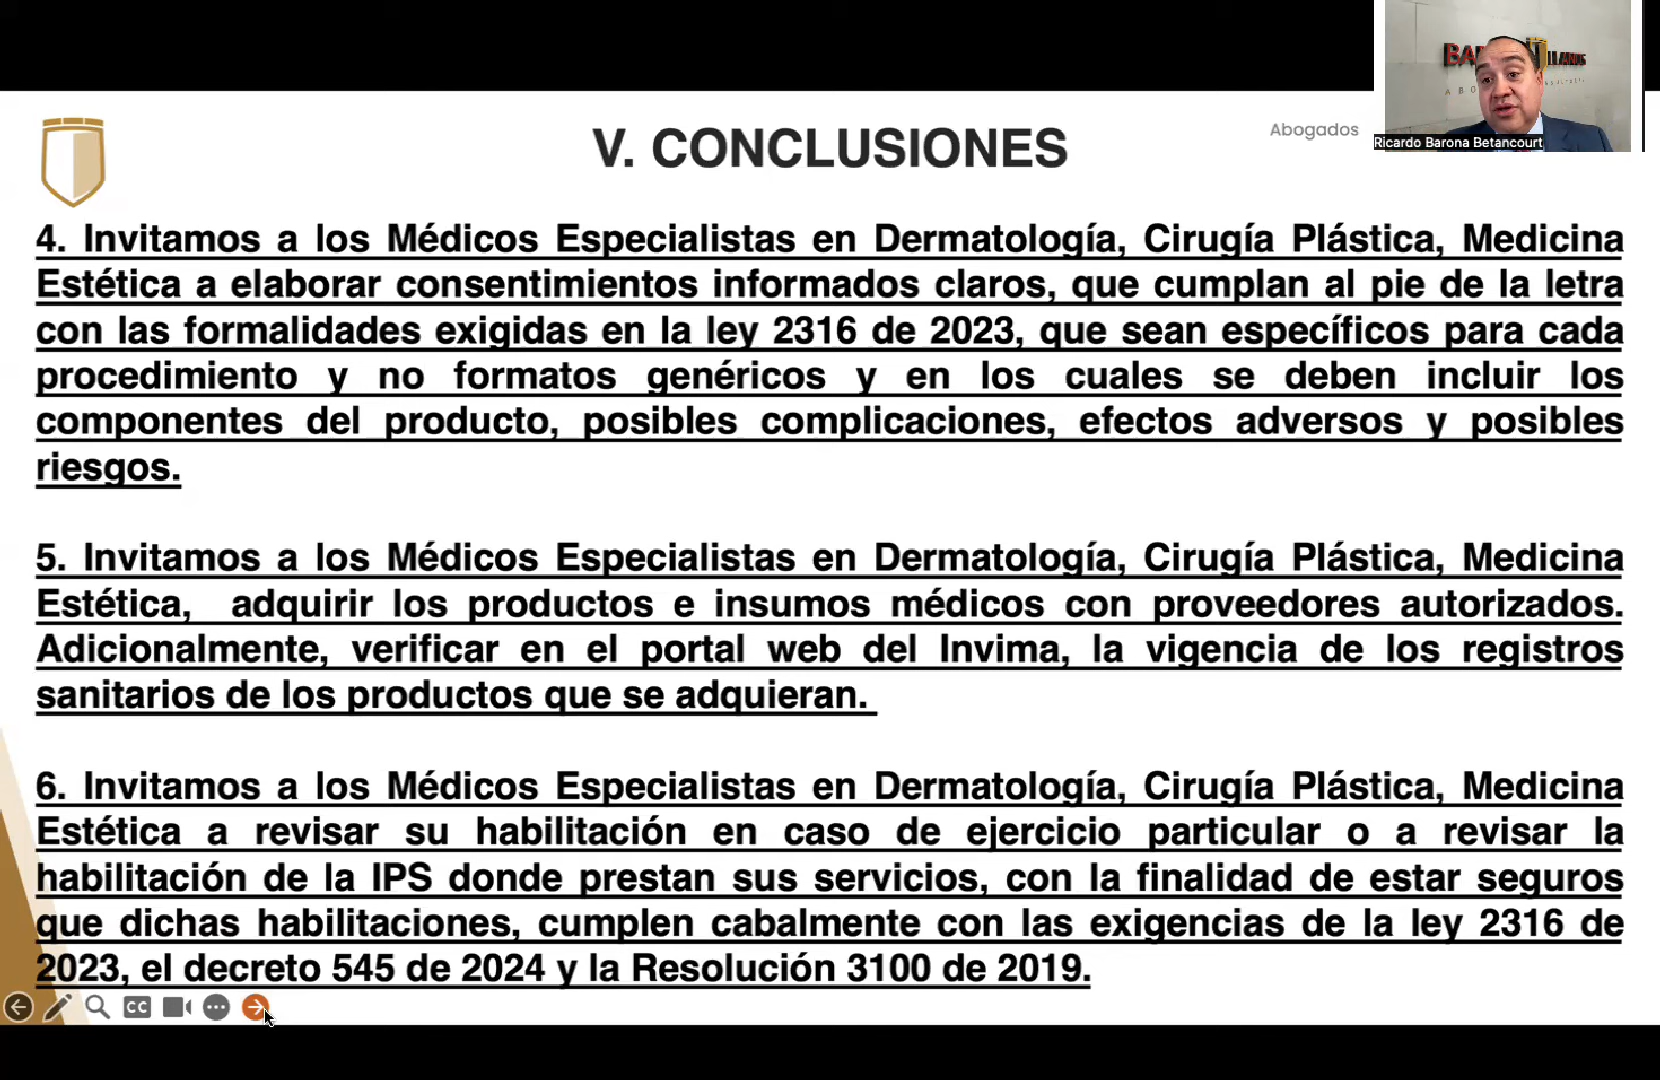 V. CONCLUSIONES
Abogados
Ricardo Barona Betancourt
4. Invitamos a los Médicos Especialistas en Dermatología, Cirugía Plástica, Medicina
Estética a elaborar consentimientos informados claros, que cumplan al pie de la letra
con las formalidades exigidas en la ley 2316 de 2023, que sean específicos para cada
procedimiento y no formatos genéricos y en los cuales se deben incluir los
componentes del producto, posibles complicaciones, efectos adversos y posibles
riesgos.
5. Invitamos a los Médicos Especialistas en Dermatología, Cirugía Plástica, Medicina
Estética, adquirir los productos e insumos médicos con proveedores autorizados.
Adicionalmente, verificar en el portal web del Invima, la vigencia de los registros
sanitarios de los productos que se adquieran.
6. Invitamos a los Médicos Especialistas en Dermatología, Cirugía Plástica, Medicina
Estética a revisar su habilitación en caso de ejercicio particular o a revisar la
habilitación de la IPS donde prestan sus servicios, con la finalidad de estar seguros
que dichas habilitaciones, cumplen cabalmente con las exigencias de la ley 2316 de
2023, el decreto 545 de 2024 y la Resolución 3100 de 2019.
CC